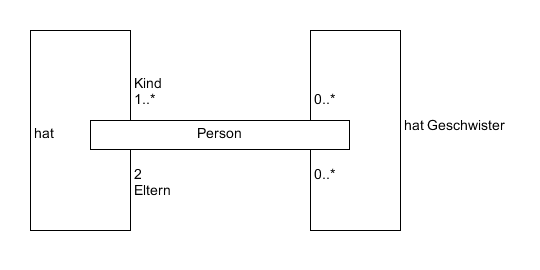 Kind
1..*
0..*
hat
Person
hat Geschwister
2
Eltern
0..*